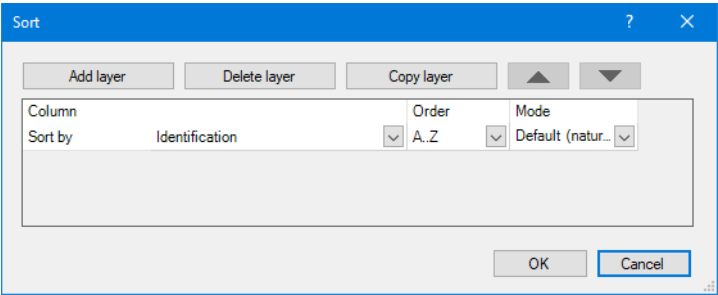 Sort ? ×
Add layer Delete layer Copy layer
Column Order Mode
Sort by Identification A..Z Default (natur...
OK Cancel